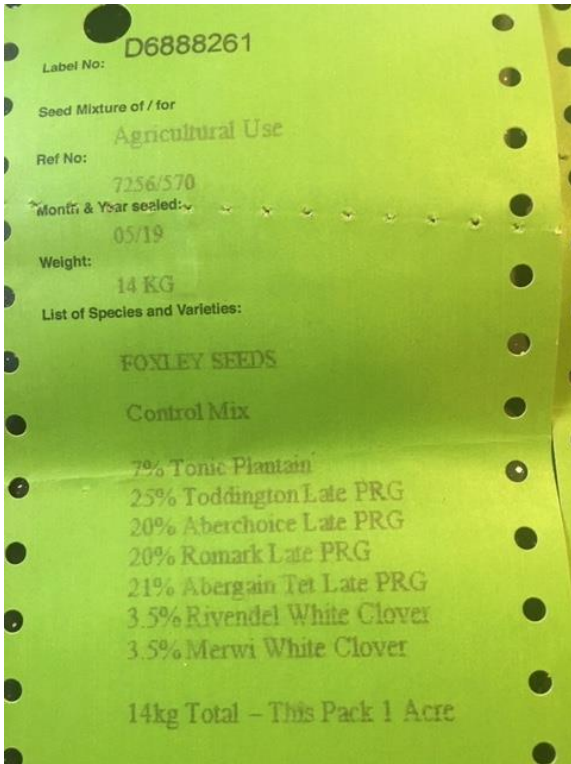 Label No: D6888261
Seed Mixture of / for
Agricultural Use
Ref No:
7256/570
Month & Year sealed:
05/19
Weight:
14 KG
List of Species and Varieties:
FOXLEY SEEDS
Control Mix
7% Tonic Plantain
25% Toddington Late PRG
20% Aberchoice Late PRG
20% Romark Late PRG
21% Abergain Tet Late PRG
3.5% Rivendel White Clover
3.5% Merwi White Clover
14kg Total – This Pack 1 Acre